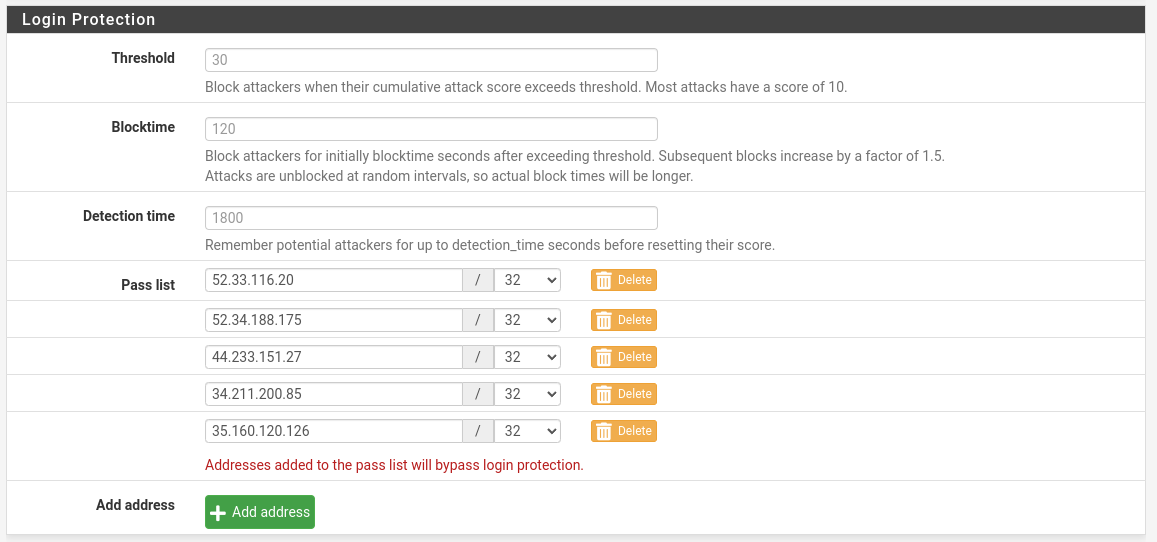 Login Protection
Threshold
30
Block attackers when their cumulative attack score exceeds threshold. Most attacks have a score of 10.
Blocktime
120
Block attackers for initially blocktime seconds after exceeding threshold. Subsequent blocks increase by a factor of 1.5.
Attacks are unblocked at random intervals, so actual block times will be longer.
Detection time
1800
Remember potential attackers for up to detection_time seconds before resetting their score.
Pass list 52.33.116.20 / 32 Delete
52.34.188.175 / 32 Delete
44.233.151.27 / 32 Delete
34.211.200.85 / 32 Delete
35.160.120.126 / 32 Delete
Addresses added to the pass list will bypass login protection.
Add address Add address